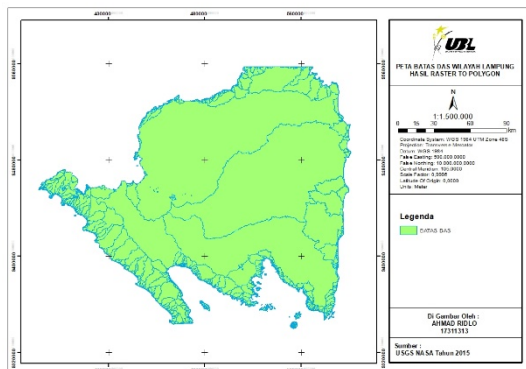 400000
500000
600000
UBL
PETA BATAS DAS WILAYAH LAMPUNG
HASIL RASTER TO POLYGON
N
1:1.500.000
0 15 30 60 90
Km
Coordinate System: WGS 1984 UTM Zone 48S
Projection: Transverse Mercator
Datum: WGS 1984
False Easting: 500.000,0000
False Northing: 10.000.000,0000
Central Meridian: 105,0000
Scale Factor: 0,9996
Latitude Of Origin: 0,0000
Units: Meter
Legenda
BATAS DAS
Di Gambar Oleh :
AHMAD RIDLO
17311313
Sumber :
USGS NASA Tahun 2015